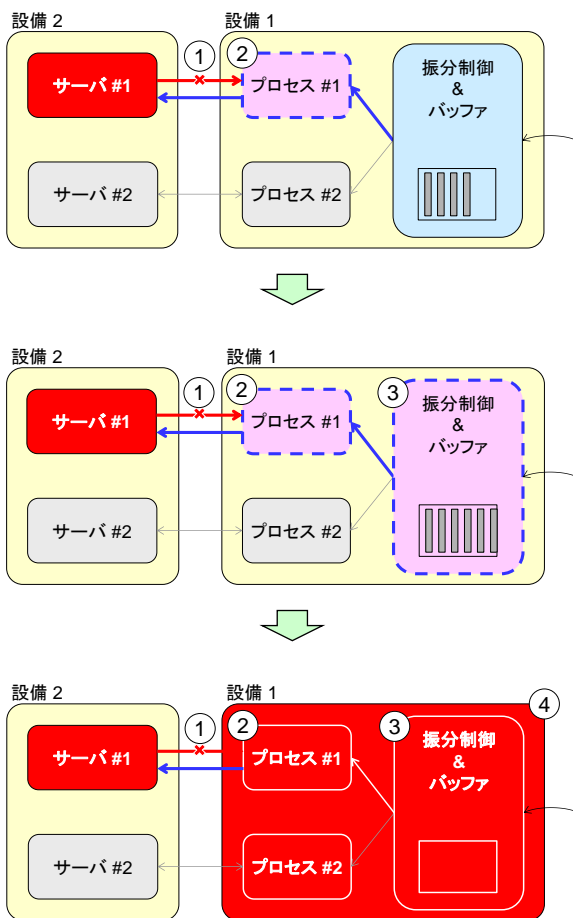 設備 2
設備 1
①
②
サーバ #1
プロセス #1
振分制御
&
バッファ
サーバ #2
プロセス #2
設備 2
設備 1
①
②
③
サーバ #1
プロセス #1
振分制御
&
バッファ
サーバ #2
プロセス #2
設備 2
設備 1
①
②
③
④
サーバ #1
プロセス #1
振分制御
&
バッファ
サーバ #2
プロセス #2